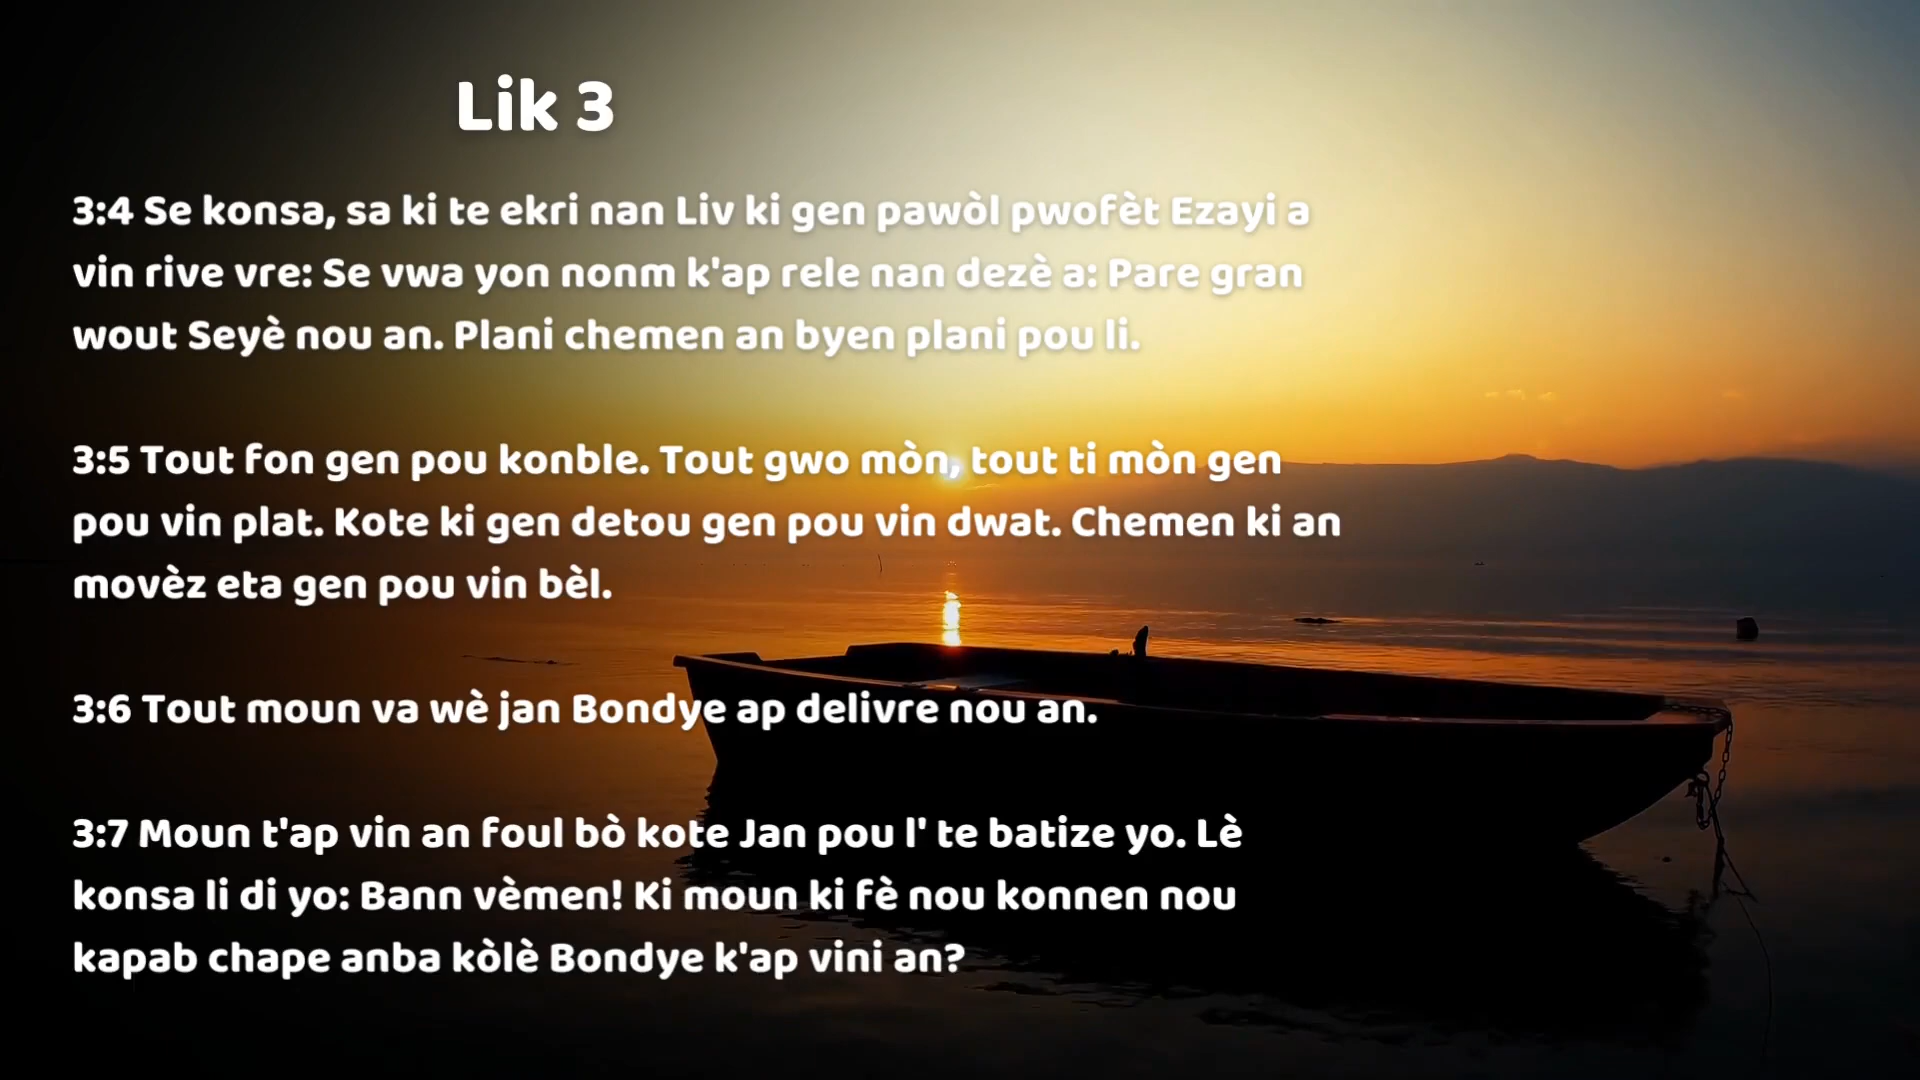 Lik 3
3:4 Se konsa, sa ki te ekri nan Liv ki gen pawòl pwofèt Ezayi a
vin rive vre: Se vwa yon nonm k'ap rele nan dezè a: Pare gran
wout Seyè nou an. Plani chemen an byen plani pou li.
3:5 Tout fon gen pou konble. Tout gwo mòn, tout ti mòn gen
pou vin plat. Kote ki gen detou gen pou vin dwat. Chemen ki an
movèz eta gen pou vin bèl.
3:6 Tout moun va wè jan Bondye ap delivre nou an.
3:7 Moun t'ap vin an foul bò kote Jan pou l' te batize yo. Lè
konsa li di yo: Bann vèmen! Ki moun ki fè nou konnen nou
kapab chape anba kòlè Bondye k'ap vini an?